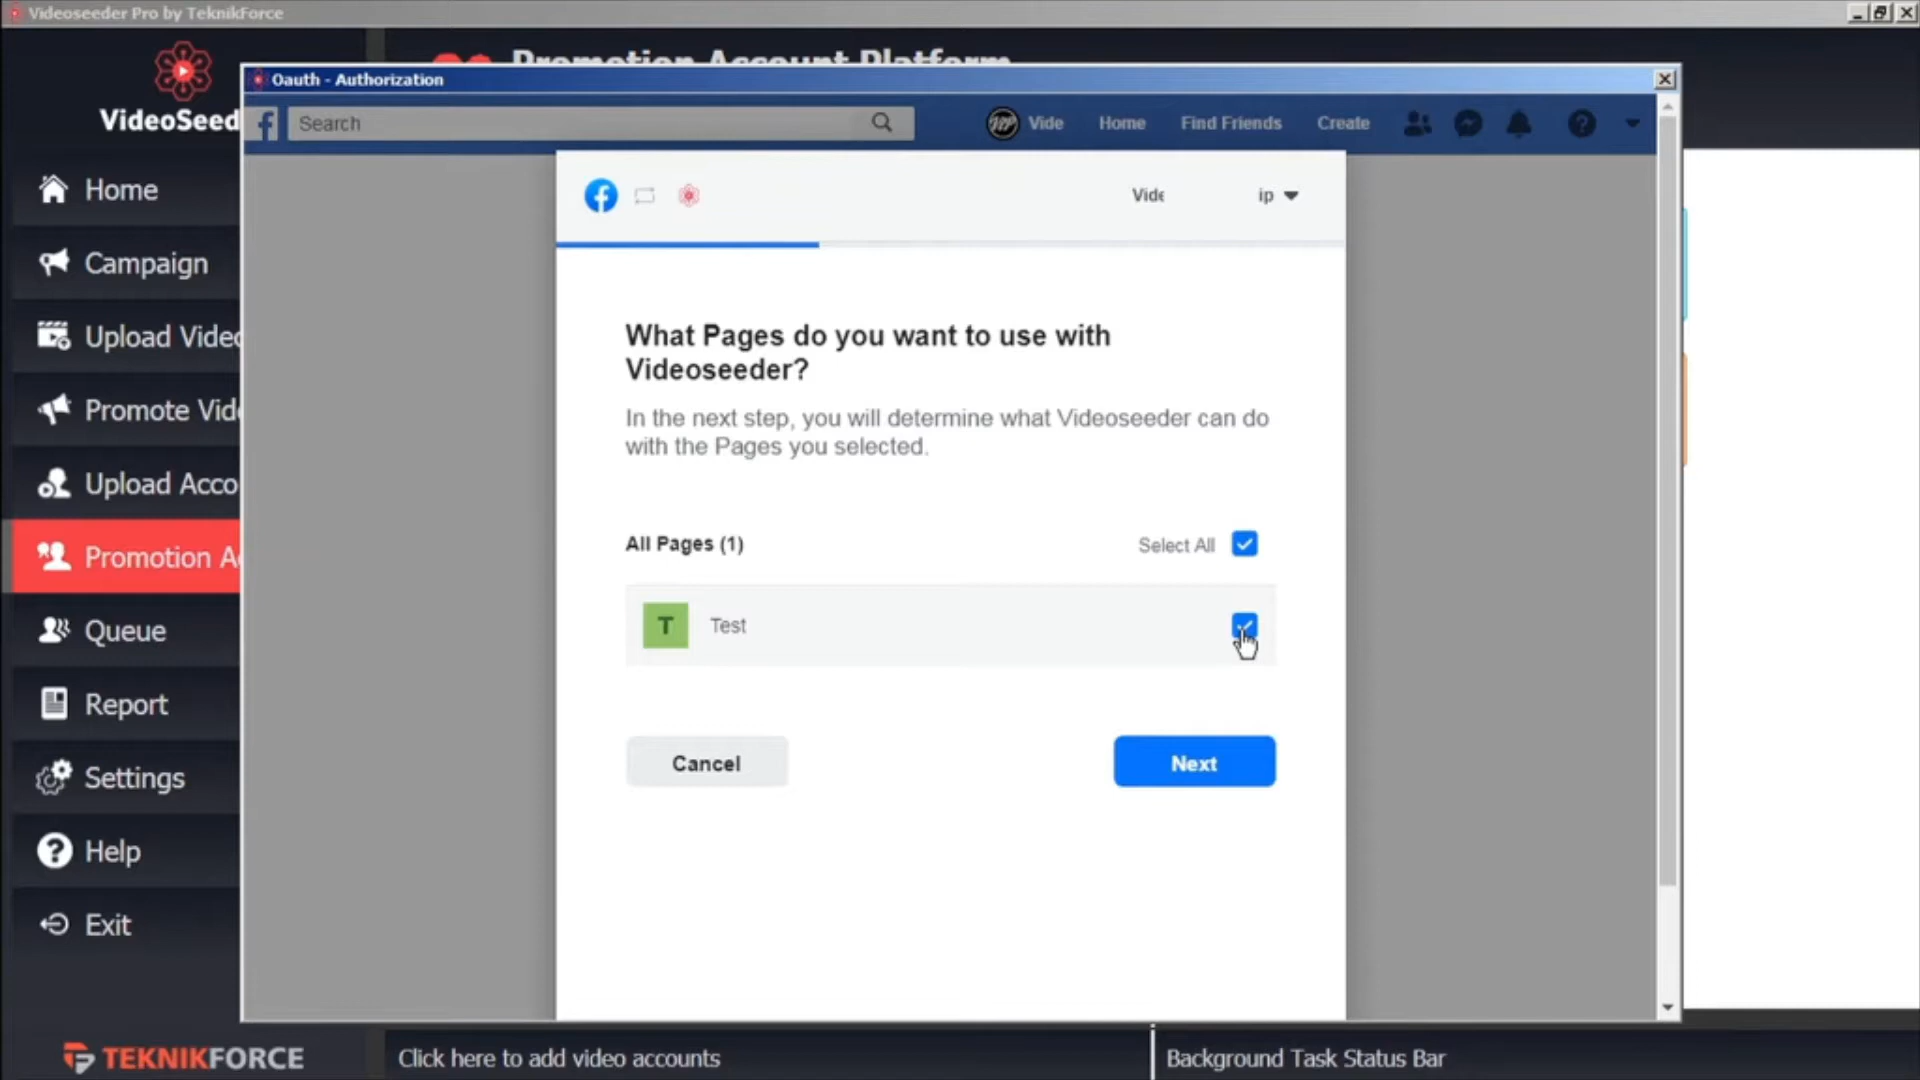 Videoseeder Pro by TeknikForce
Promotion Account Platform
VideoSeed
Oauth - Authorization
Search
Vide
Home
Find Friends
Create
Vide
ip
Home
Campaign
Upload Video
Promote Vide
Upload Acco
Promotion Ac
Queue
Report
Settings
Help
Exit
What Pages do you want to use with
Videoseeder?
In the next step, you will determine what Videoseeder can do
with the Pages you selected.
All Pages (1)
Select All
T
Test
Cancel
Next
TEKNIKFORCE
Click here to add video accounts
Background Task Status Bar